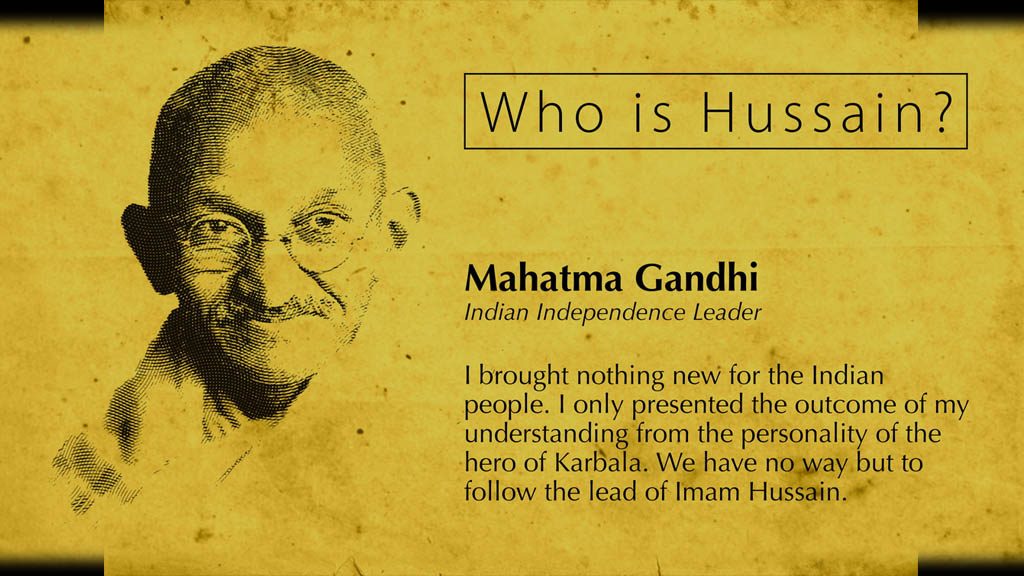 Who is Hussain?
Mahatma Gandhi
Indian Independence Leader
I brought nothing new for the Indian
people. I only presented the outcome of my
understanding from the personality of the
hero of Karbala. We have no way but to
follow the lead of Imam Hussain.